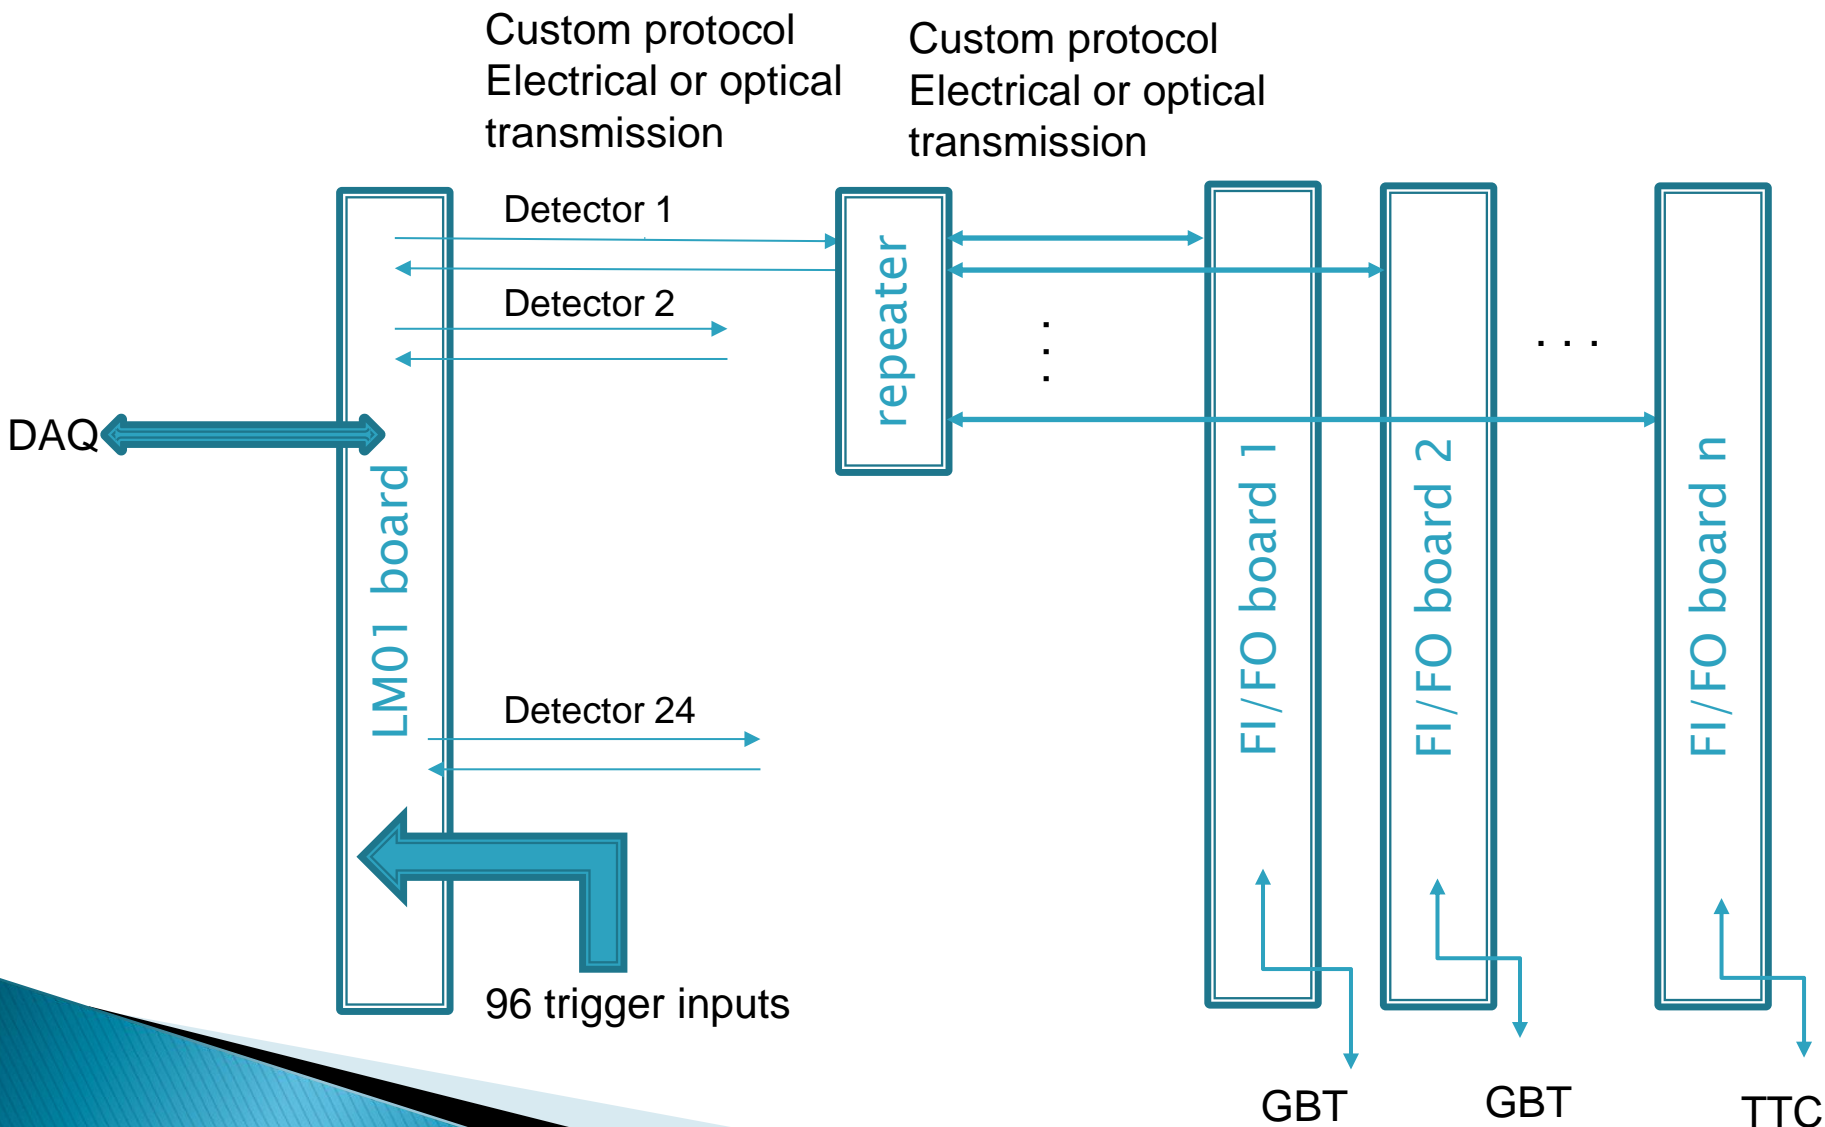 Custom protocol
Electrical or optical
transmission
Custom protocol
Electrical or optical
transmission
Detector 1
Detector 2
repeater
. . .
. . .
DAQ
LM01 board
FI/FO board 1
FI/FO board 2
FI/FO board n
Detector 24
96 trigger inputs
GBT
GBT
TTC